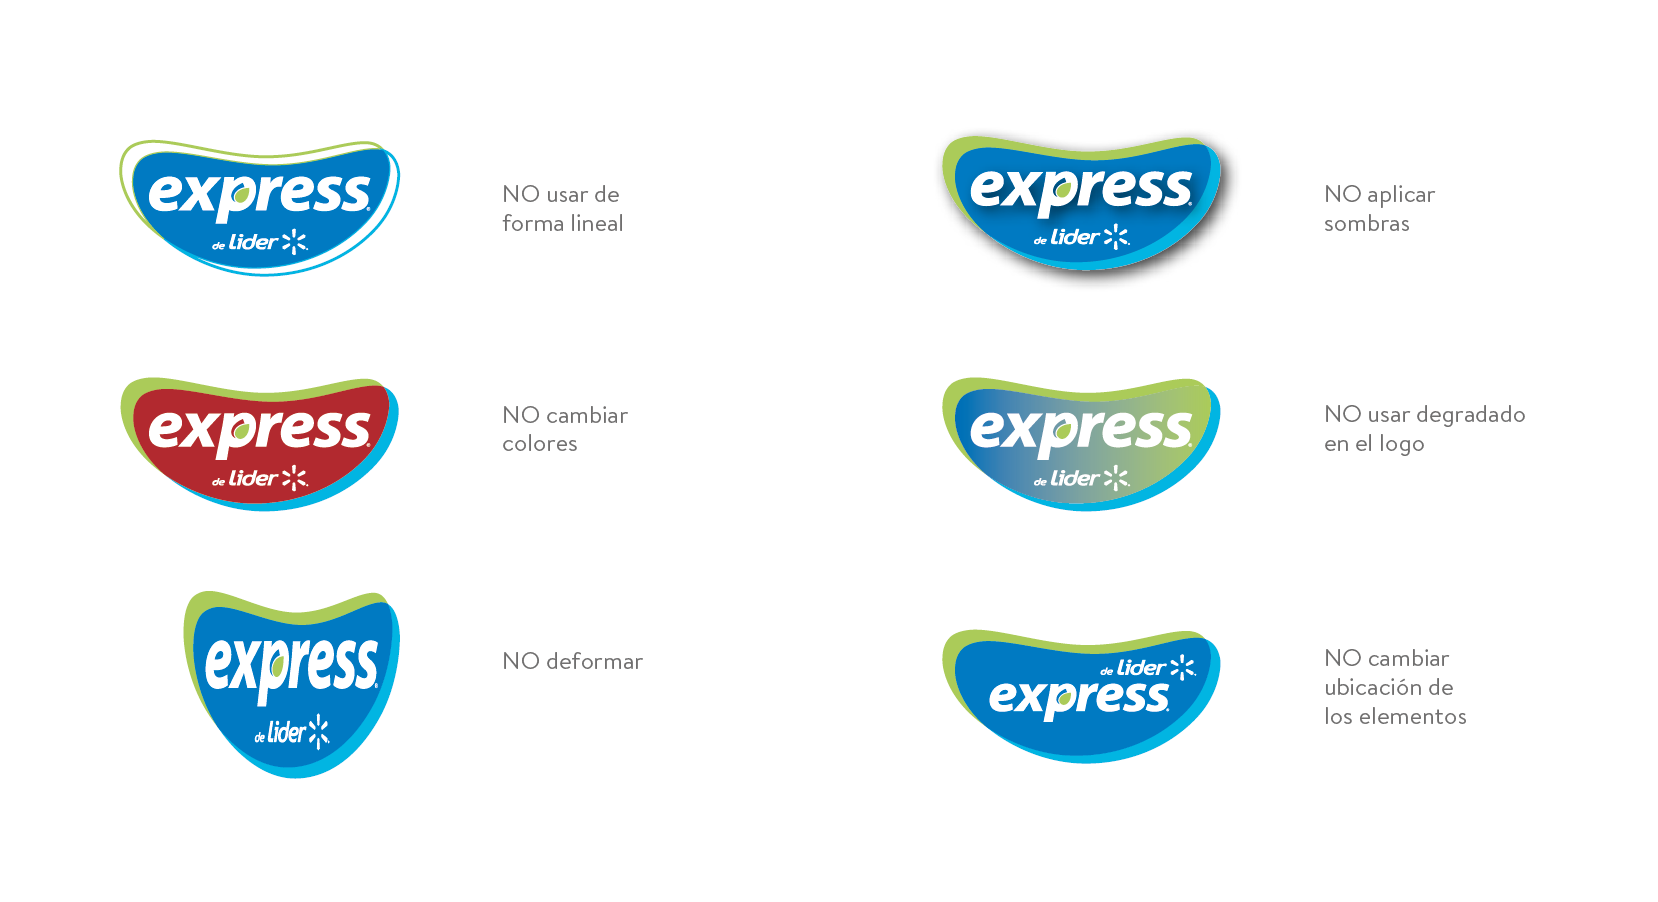 express
de Lider
NO usar de
forma lineal
express
de Lider
NO aplicar
sombras
express
de Lider
NO cambiar
colores
express
de Lider
NO usar degradado
en el logo
express
de Lider
NO deformar
de Lider
express
NO cambiar
ubicación de
los elementos